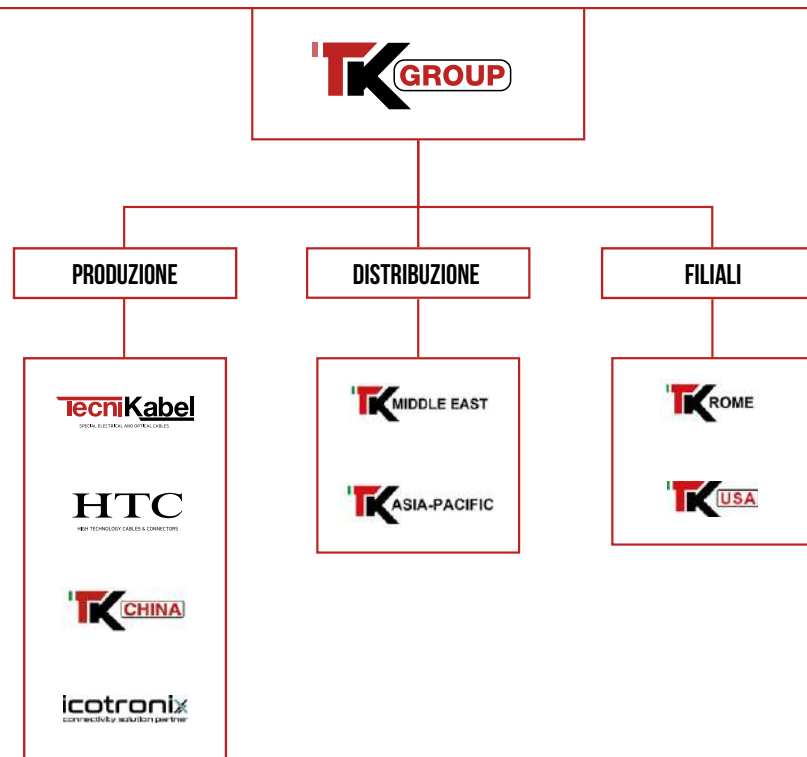 TK GROUP
PRODUZIONE
DISTRIBUZIONE
FILIALI
TecniKabel
SPECIAL ELECTRICAL AND OPTICAL CABLES
HTC
HIGH TECHNOLOGY CABLES & CONNECTORS
TK CHINA
icotronix
connectivity solution partner
TK MIDDLE EAST
TK ASIA-PACIFIC
TK ROME
TK USA